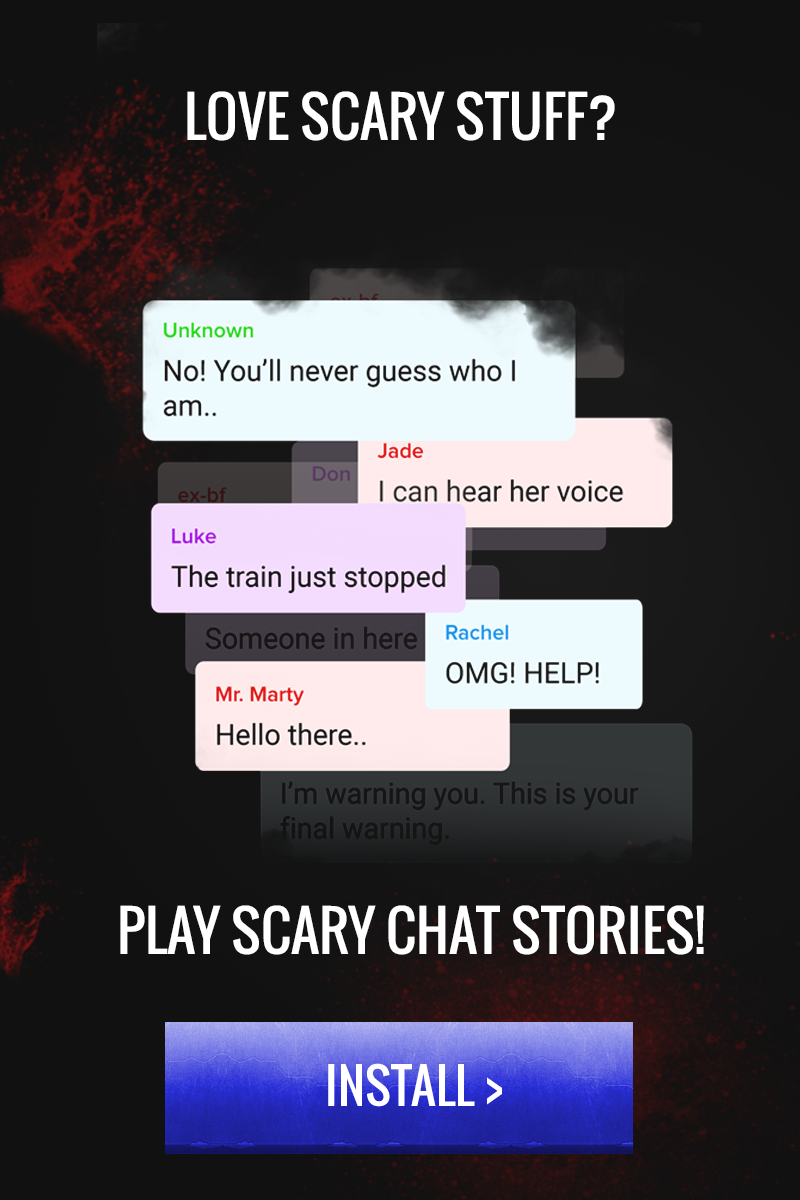 LOVE SCARY STUFF?
ex-bf
Unknown
No! You’ll never guess who I
am..
Jade
I can hear her voice
Don
ex-bf
Luke
The train just stopped
Rachel
OMG! HELP!
Someone in here
Mr. Marty
Hello there..
I’m warning you. This is your
final warning.
PLAY SCARY CHAT STORIES!
INSTALL >